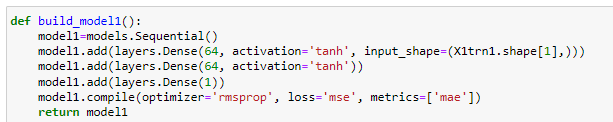 def build_model1():
    model1=models.Sequential()
    model1.add(layers.Dense(64, activation='tanh', input_shape=(X1trn1.shape[1],)))
    model1.add(layers.Dense(64, activation='tanh'))
    model1.add(layers.Dense(1))
    model1.compile(optimizer='rmsprop', loss='mse', metrics=['mae'])
    return model1